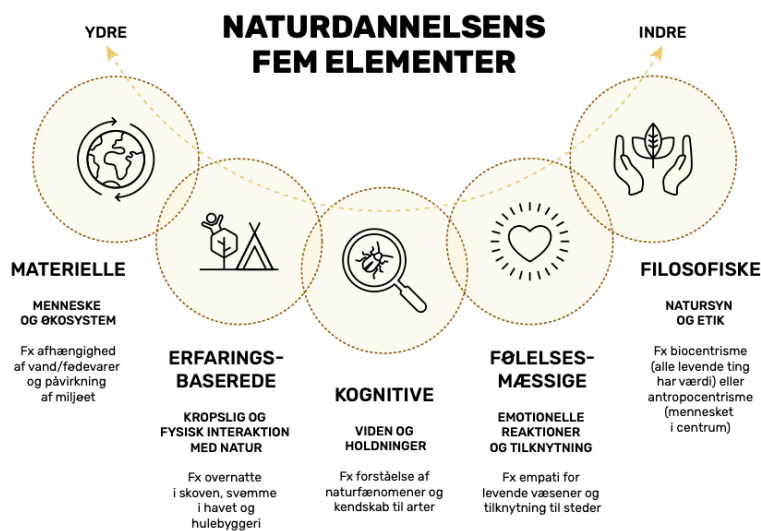 NATURDANNELSENS
FEM ELEMENTER
YDRE
INDRE
MATERIELLE
MENNESKE
OG ØKOSYSTEM
Fx afhængighed
af vand/fødevarer
og påvirkning
af miljøet
ERFARINGS-
BASEREDE
KROPSLIG OG
FYSISK INTERAKTION
MED NATUR
Fx overnatte
i skoven, svømme
i havet og
hulebyggeri
KOGNITIVE
VIDEN OG
HOLDNINGER
Fx forståelse af
naturfænomener og
kendskab til arter
FØLELSES-
MÆSSIGE
EMOTIONELLE
REAKTIONER
OG TILKNYTNING
Fx empati for
levende væsener og
tilknytning til steder
FILOSOFISKE
NATURSYN
OG ETIK
Fx biocentrisme
(alle levende ting
har værdi) eller
antropocentrisme
(mennesket
i centrum)